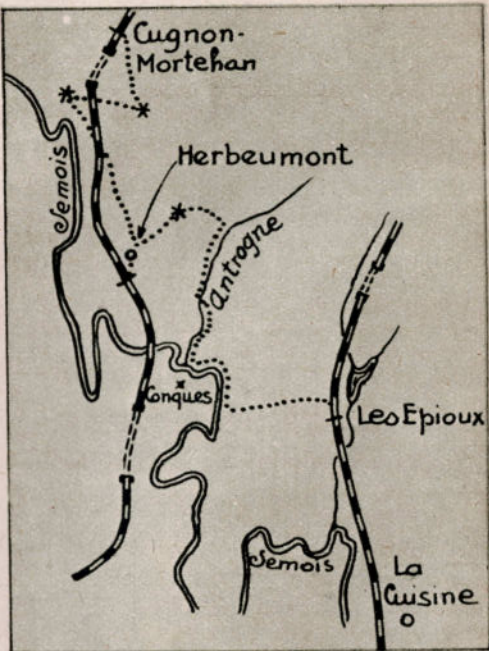 Cugnon-
Mortehan
Semois
Herbeumont
Antrogne
Conques
Les Epioux
Semois
La
Cuisine